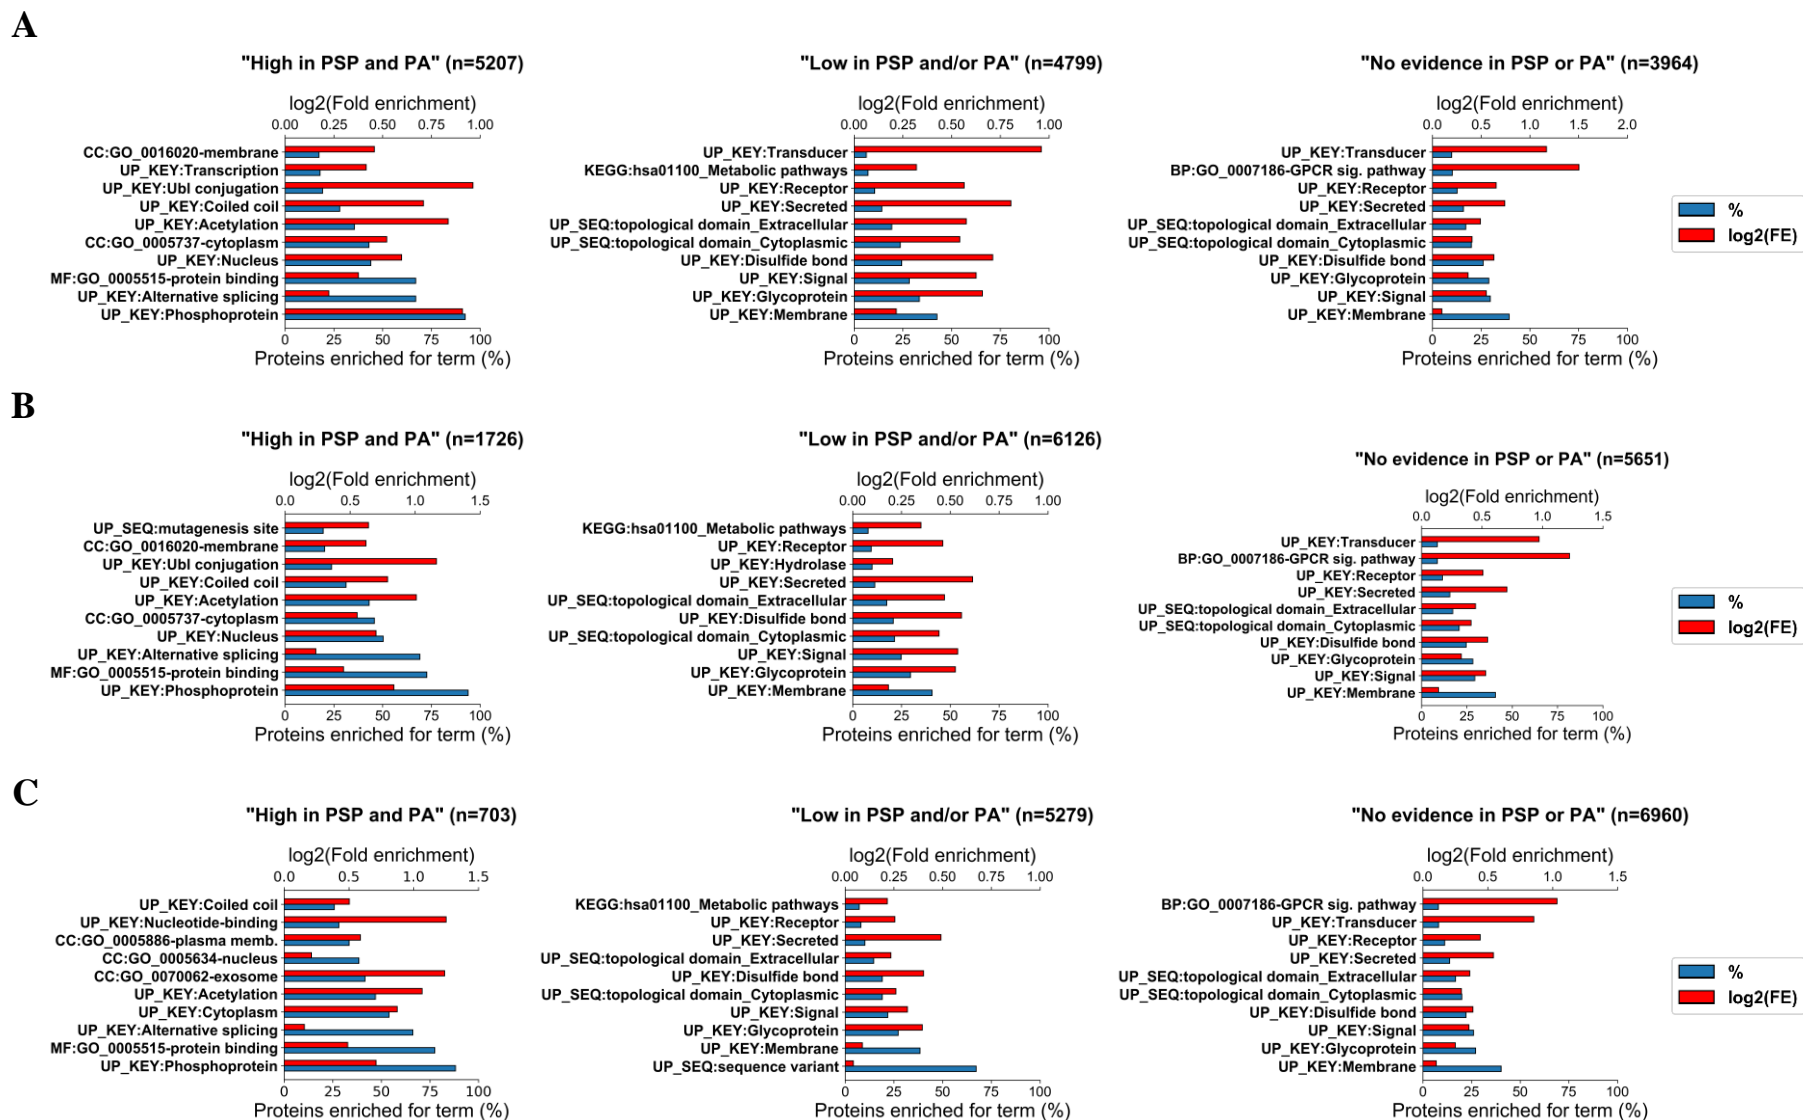 A
"High in PSP and PA" (n=5207)
log2(Fold enrichment)
0.00 0.25 0.50 0.75 1.00
CC:GO_0016020-membrane
UP_KEY:Transcription
UP_KEY:Ubl conjugation
UP_KEY:Coiled coil
UP_KEY:Acetylation
CC:GO_0005737-cytoplasm
UP_KEY:Nucleus
MF:GO_0005515-protein binding
UP_KEY:Alternative splicing
UP_KEY:Phosphoprotein
0 25 50 75 100
Proteins enriched for term (%)
"Low in PSP and/or PA" (n=4799)
log2(Fold enrichment)
0.00 0.25 0.50 0.75 1.00
UP_KEY:Transducer
KEGG:hsa01100_Metabolic pathways
UP_KEY:Receptor
UP_KEY:Secreted
UP_SEQ:topological domain_Extracellular
UP_SEQ:topological domain_Cytoplasmic
UP_KEY:Disulfide bond
UP_KEY:Signal
UP_KEY:Glycoprotein
UP_KEY:Membrane
0 25 50 75 100
Proteins enriched for term (%)
"No evidence in PSP or PA" (n=3964)
log2(Fold enrichment)
0.0 0.5 1.0 1.5 2.0
UP_KEY:Transducer
BP:GO_0007186-GPCR sig. pathway
UP_KEY:Receptor
UP_KEY:Secreted
UP_SEQ:topological domain_Extracellular
UP_SEQ:topological domain_Cytoplasmic
UP_KEY:Disulfide bond
UP_KEY:Glycoprotein
UP_KEY:Signal
UP_KEY:Membrane
0 25 50 75 100
Proteins enriched for term (%)
%
log2(FE)
B
"High in PSP and PA" (n=1726)
log2(Fold enrichment)
0.0 0.5 1.0 1.5
UP_SEQ:mutagenesis site
CC:GO_0016020-membrane
UP_KEY:Ubl conjugation
UP_KEY:Coiled coil
UP_KEY:Acetylation
CC:GO_0005737-cytoplasm
UP_KEY:Nucleus
UP_KEY:Alternative splicing
MF:GO_0005515-protein binding
UP_KEY:Phosphoprotein
0 25 50 75 100
Proteins enriched for term (%)
"Low in PSP and/or PA" (n=6126)
log2(Fold enrichment)
0.00 0.25 0.50 0.75 1.00
KEGG:hsa01100_Metabolic pathways
UP_KEY:Receptor
UP_KEY:Hydrolase
UP_KEY:Secreted
UP_SEQ:topological domain_Extracellular
UP_KEY:Disulfide bond
UP_SEQ:topological domain_Cytoplasmic
UP_KEY:Signal
UP_KEY:Glycoprotein
UP_KEY:Membrane
0 25 50 75 100
Proteins enriched for term (%)
"No evidence in PSP or PA" (n=5651)
log2(Fold enrichment)
0.0 0.5 1.0 1.5
UP_KEY:Transducer
BP:GO_0007186-GPCR sig. pathway
UP_KEY:Receptor
UP_KEY:Secreted
UP_SEQ:topological domain_Extracellular
UP_SEQ:topological domain_Cytoplasmic
UP_KEY:Disulfide bond
UP_KEY:Glycoprotein
UP_KEY:Signal
UP_KEY:Membrane
0 25 50 75 100
Proteins enriched for term (%)
%
log2(FE)
C
"High in PSP and PA" (n=703)
log2(Fold enrichment)
0.0 0.5 1.0 1.5
UP_KEY:Coiled coil
UP_KEY:Nucleotide-binding
CC:GO_0005886-plasma memb.
CC:GO_0005634-nucleus
CC:GO_0070062-exosome
UP_KEY:Acetylation
UP_KEY:Cytoplasm
UP_KEY:Alternative splicing
MF:GO_0005515-protein binding
UP_KEY:Phosphoprotein
0 25 50 75 100
Proteins enriched for term (%)
"Low in PSP and/or PA" (n=5279)
log2(Fold enrichment)
0.00 0.25 0.50 0.75 1.00
KEGG:hsa01100_Metabolic pathways
UP_KEY:Receptor
UP_KEY:Secreted
UP_SEQ:topological domain_Extracellular
UP_KEY:Disulfide bond
UP_SEQ:topological domain_Cytoplasmic
UP_KEY:Signal
UP_KEY:Glycoprotein
UP_KEY:Membrane
UP_SEQ:sequence variant
0 25 50 75 100
Proteins enriched for term (%)
"No evidence in PSP or PA" (n=6960)
log2(Fold enrichment)
0.0 0.5 1.0 1.5
BP:GO_0007186-GPCR sig. pathway
UP_KEY:Transducer
UP_KEY:Receptor
UP_KEY:Secreted
UP_SEQ:topological domain_Extracellular
UP_SEQ:topological domain_Cytoplasmic
UP_KEY:Disulfide bond
UP_KEY:Signal
UP_KEY:Glycoprotein
UP_KEY:Membrane
0 25 50 75 100
Proteins enriched for term (%)
%
log2(FE)